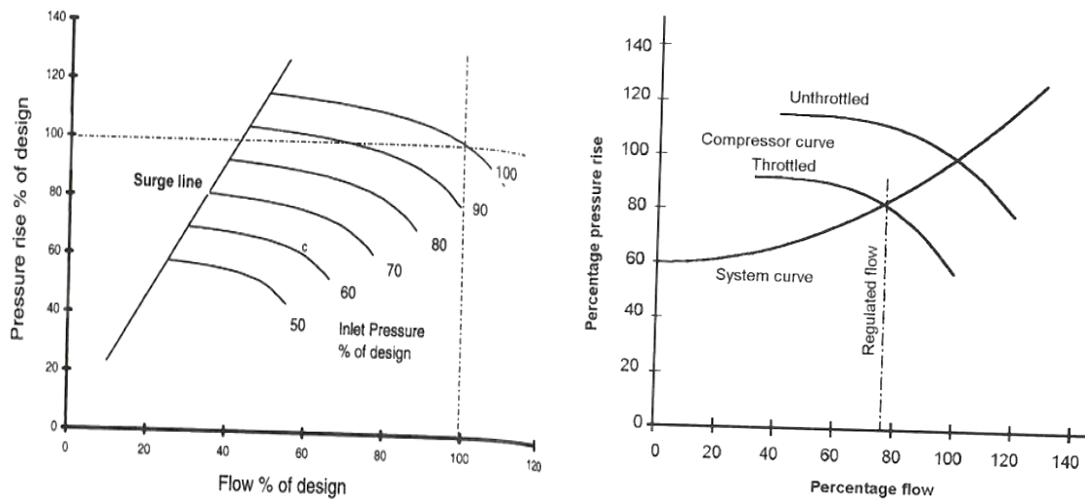 140
120
100
80
60
40
20
0
Pressure rise % of design
Surge line
100
90
80
70
c
60
50
Inlet Pressure
% of design
0
20
40
60
80
100
120
Flow % of design
140
120
100
80
60
40
20
0
Percentage pressure rise
Unthrottled
Compressor curve
Throttled
System curve
Regulated flow
0
20
40
60
80
100
120
140
Percentage flow